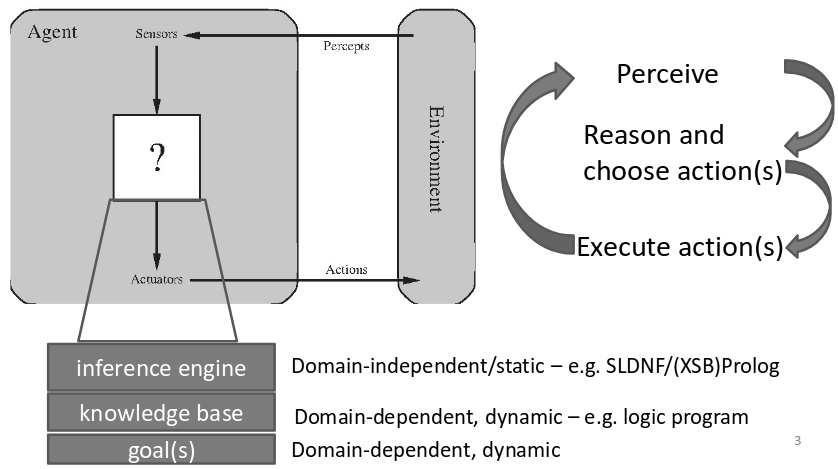 Agent
Sensors
Percepts
?
Environment
Actuators
Actions
Perceive
Reason and
choose action(s)
Execute action(s)
inference engine
Domain-independent/static – e.g. SLDNF/(XSB)Prolog
knowledge base
Domain-dependent, dynamic – e.g. logic program
goal(s)
Domain-dependent, dynamic
3